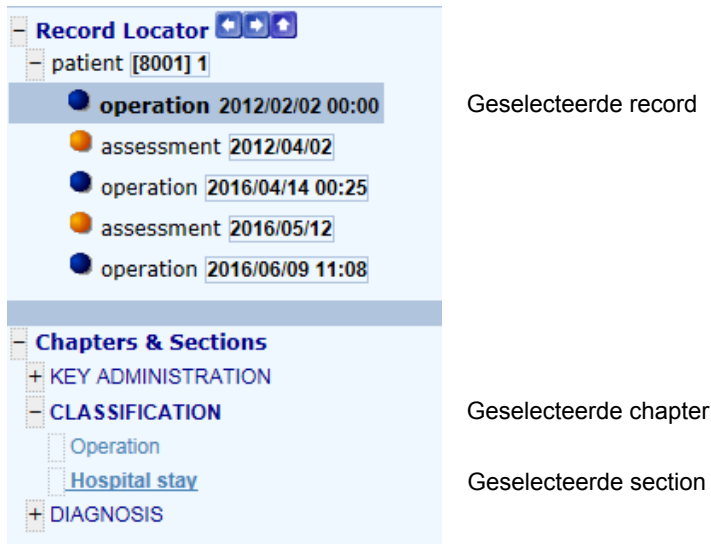 Record Locator
patient [8001] 1
operation 2012/02/02 00:00 Geselecteerde record
assessment 2012/04/02
operation 2016/04/14 00:25
assessment 2016/05/12
operation 2016/06/09 11:08
Chapters & Sections
KEY ADMINISTRATION
CLASSIFICATION Geselecteerde chapter
Operation
Hospital stay Geselecteerde section
DIAGNOSIS